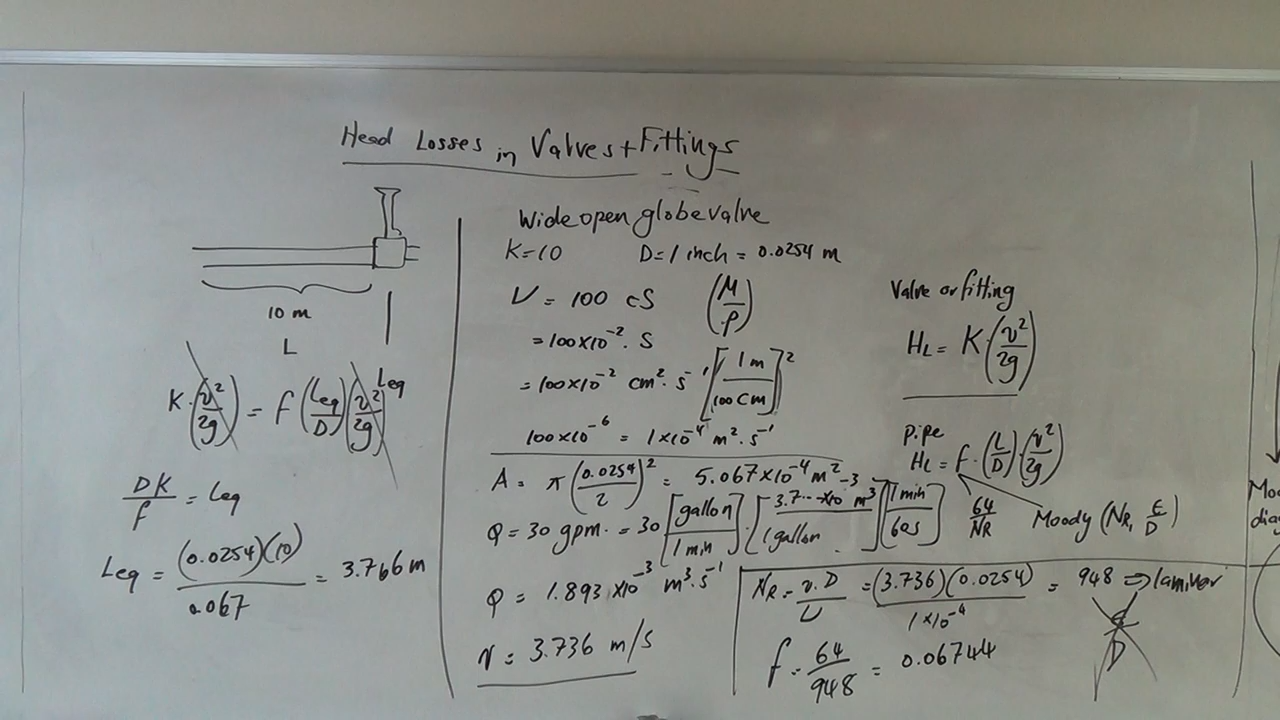 Head Losses in Valves + Fittings
10 m
L
K · (v²/2g) = f (Leq/D) (v²/2g) Leq
DK/f = Leq
Leq = (0.0254)(10)/0.067 = 3.766 m
Wide open globe valve
K=10 D=1 inch = 0.0254 m
ν = 100 cS (μ/ρ)
= 100×10⁻² · S
= 100×10⁻² cm² · s⁻¹ [1 m/100 cm]²
100×10⁻⁶ = 1×10⁻⁴ m² · s⁻¹
A = π (0.0254/2)² = 5.067×10⁻⁴ m²
Q = 30 gpm = 30 [gallon/1 min] · [3.7...×10⁻³ m³/1 gallon] [1 min/60s]
Q = 1.893×10⁻³ m³·s⁻¹
v = 3.736 m/s
Valve or fitting
HL = K (v²/2g)
pipe
HL = f · (L/D) (v²/2g)
64/NR Moody (NR, ε/D)
NR = v·D/ν = (3.736)(0.0254)/1×10⁻⁴ = 948 ⇒ laminar
ε/D
f = 64/948 = 0.06744